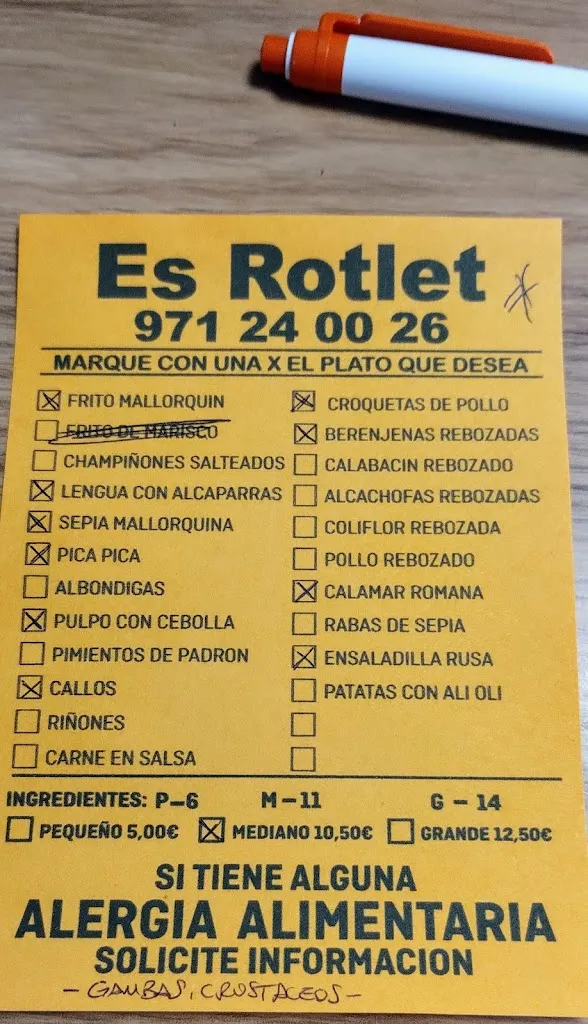 Es Rotlet
971 24 00 26
MARQUE CON UNA X EL PLATO QUE DESEA
FRITO MALLORQUIN
FRITO DE MARISCO
CHAMPIÑONES SALTEADOS
LENGUA CON ALCAPARRAS
SEPIA MALLORQUINA
PICA PICA
ALBONDIGAS
PULPO CON CEBOLLA
PIMIENTOS DE PADRON
CALLOS
RIÑONES
CARNE EN SALSA
CROQUETAS DE POLLO
BERENJENAS REBOZADAS
CALABACIN REBOZADO
ALCACHOFAS REBOZADAS
COLIFLOR REBOZADA
POLLO REBOZADO
CALAMAR ROMANA
RABAS DE SEPIA
ENSALADILLA RUSA
PATATAS CON ALI OLI
INGREDIENTES: P-6 M-11 G - 14
PEQUEÑO 5,00€ MEDIANO 10,50€ GRANDE 12,50€
SI TIENE ALGUNA
ALERGIA ALIMENTARIA
SOLICITE INFORMACION
- GAMBAS, CRUSTACEOS -